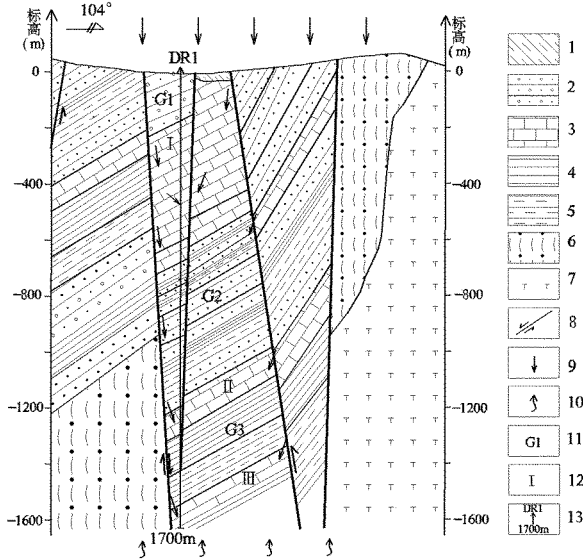 标高
(m)
104°
DR1
标高
(m)
0
-400
-800
-1200
-1600
0
-400
-800
-1200
-1600
G1
I
G2
II
G3
III
1700m
1
2
3
4
5
6
7
8
9
10
G1 11
I 12
DR1
1700m 13